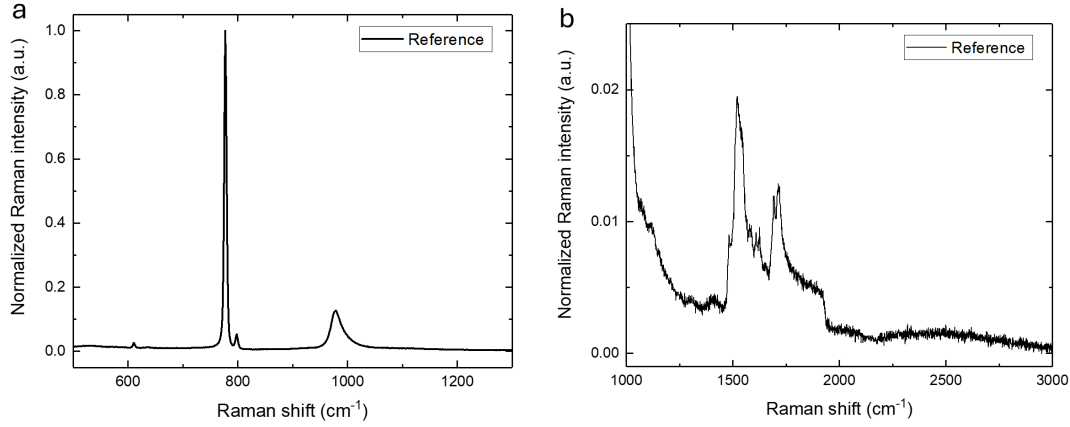 a
Normalized Raman intensity (a.u.)
1.0
0.8
0.6
0.4
0.2
0.0
Reference
600
800
1000
1200
Raman shift (cm⁻¹)
b
Normalized Raman intensity (a.u.)
0.02
0.01
0.00
Reference
1000
1500
2000
2500
3000
Raman shift (cm⁻¹)